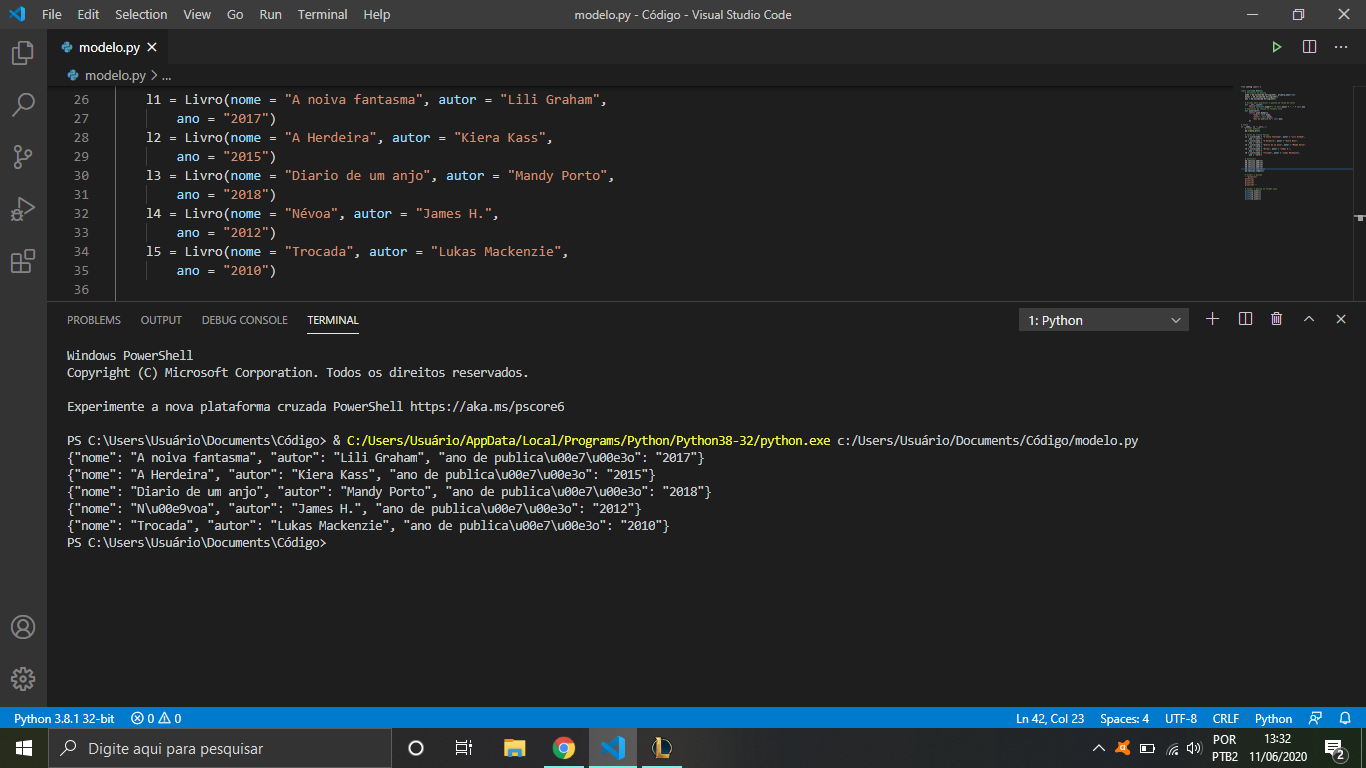 File Edit Selection View Go Run Terminal Help
modelo.py - Código - Visual Studio Code
modelo.py
modelo.py > ...
26 l1 = Livro(nome = "A noiva fantasma", autor = "Lili Graham",
27 ano = "2017")
28 l2 = Livro(nome = "A Herdeira", autor = "Kiera Kass",
29 ano = "2015")
30 l3 = Livro(nome = "Diario de um anjo", autor = "Mandy Porto",
31 ano = "2018")
32 l4 = Livro(nome = "Névoa", autor = "James H.",
33 ano = "2012")
34 l5 = Livro(nome = "Trocada", autor = "Lukas Mackenzie",
35 ano = "2010")
36
PROBLEMS OUTPUT DEBUG CONSOLE TERMINAL
1: Python
Windows PowerShell
Copyright (C) Microsoft Corporation. Todos os direitos reservados.
Experimente a nova plataforma cruzada PowerShell https://aka.ms/pscore6
PS C:\Users\Usuário\Documents\Código> & C:/Users/Usuário/AppData/Local/Programs/Python/Python38-32/python.exe c:/Users/Usuário/Documents/Código/modelo.py
{"nome": "A noiva fantasma", "autor": "Lili Graham", "ano de publica\u00e7\u00e3o": "2017"}
{"nome": "A Herdeira", "autor": "Kiera Kass", "ano de publica\u00e7\u00e3o": "2015"}
{"nome": "Diario de um anjo", "autor": "Mandy Porto", "ano de publica\u00e7\u00e3o": "2018"}
{"nome": "N\u00e9voa", "autor": "James H.", "ano de publica\u00e7\u00e3o": "2012"}
{"nome": "Trocada", "autor": "Lukas Mackenzie", "ano de publica\u00e7\u00e3o": "2010"}
PS C:\Users\Usuário\Documents\Código>
Python 3.8.1 32-bit 0 0 Ln 42, Col 23 Spaces: 4 UTF-8 CRLF Python
Digite aqui para pesquisar
POR
PTB2
13:32
11/06/2020
2